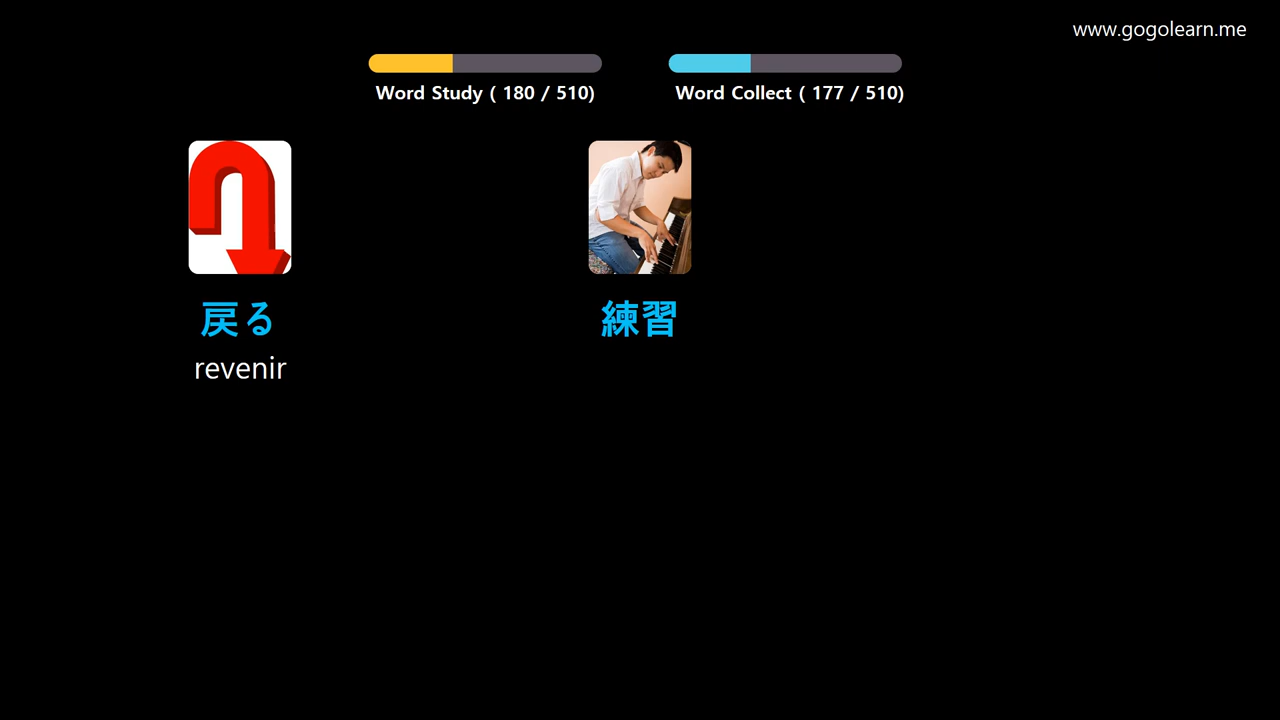 www.gogolearn.me
Word Study ( 180 / 510)
Word Collect ( 177 / 510)
戻る
練習
revenir